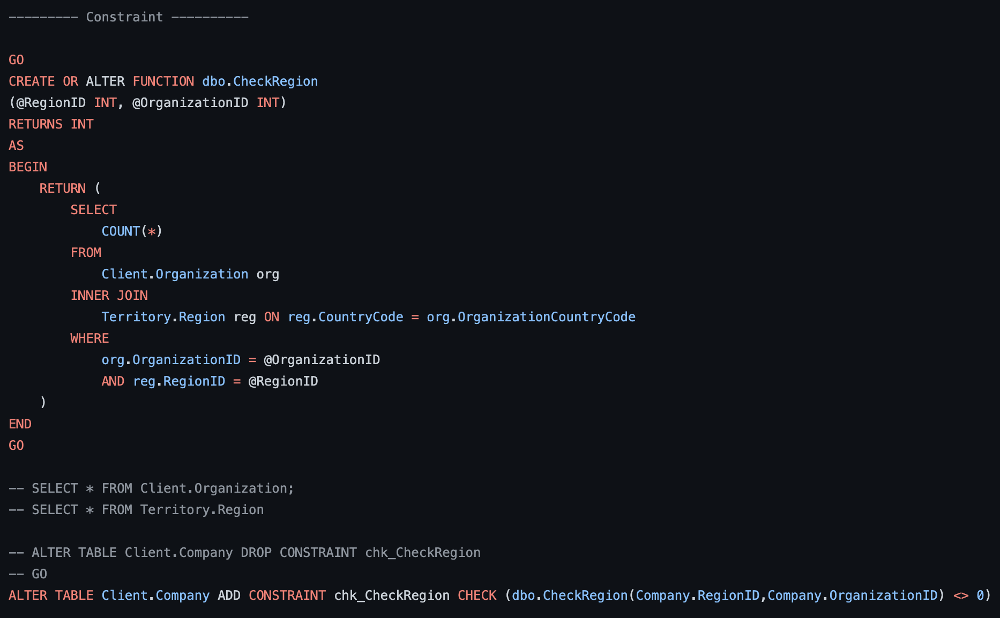 --------- Constraint ----------
GO
CREATE OR ALTER FUNCTION dbo.CheckRegion
(@RegionID INT, @OrganizationID INT)
RETURNS INT
AS
BEGIN
    RETURN (
        SELECT
            COUNT(*)
        FROM
            Client.Organization org
        INNER JOIN
            Territory.Region reg ON reg.CountryCode = org.OrganizationCountryCode
        WHERE
            org.OrganizationID = @OrganizationID
            AND reg.RegionID = @RegionID
    )
END
GO
-- SELECT * FROM Client.Organization;
-- SELECT * FROM Territory.Region
-- ALTER TABLE Client.Company DROP CONSTRAINT chk_CheckRegion
-- GO
ALTER TABLE Client.Company ADD CONSTRAINT chk_CheckRegion CHECK (dbo.CheckRegion(Company.RegionID,Company.OrganizationID) <> 0)